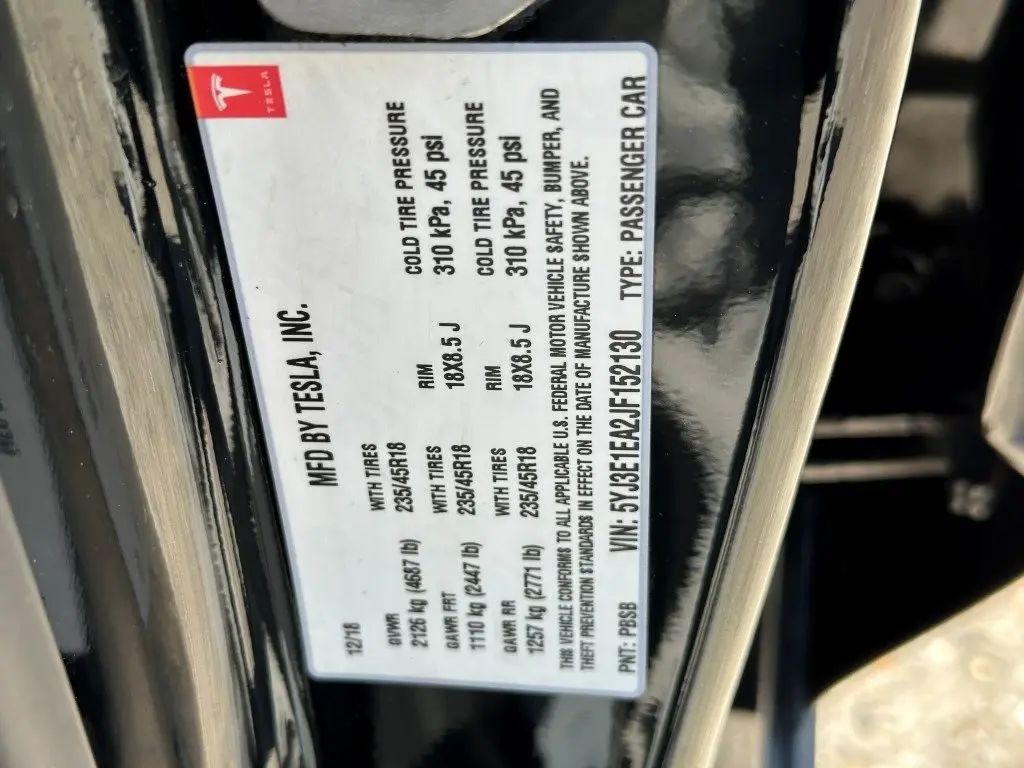 TESLA
MFD BY TESLA, INC.
12/18
GVWR WITH TIRES RIM COLD TIRE PRESSURE
2126 kg (4687 lb) 235/45R18 18X8.5 J 310 kPa, 45 psi
GAWR FRT WITH TIRES RIM COLD TIRE PRESSURE
1110 kg (2447 lb) 235/45R18 18X8.5 J 310 kPa, 45 psi
GAWR RR WITH TIRES
1257 kg (2771 lb) 235/45R18
THIS VEHICLE CONFORMS TO ALL APPLICABLE U.S. FEDERAL MOTOR VEHICLE SAFETY, BUMPER, AND
THEFT PREVENTION STANDARDS IN EFFECT ON THE DATE OF MANUFACTURE SHOWN ABOVE.
PNT: PBSB VIN: 5YJ3E1EA2JF152130 TYPE: PASSENGER CAR